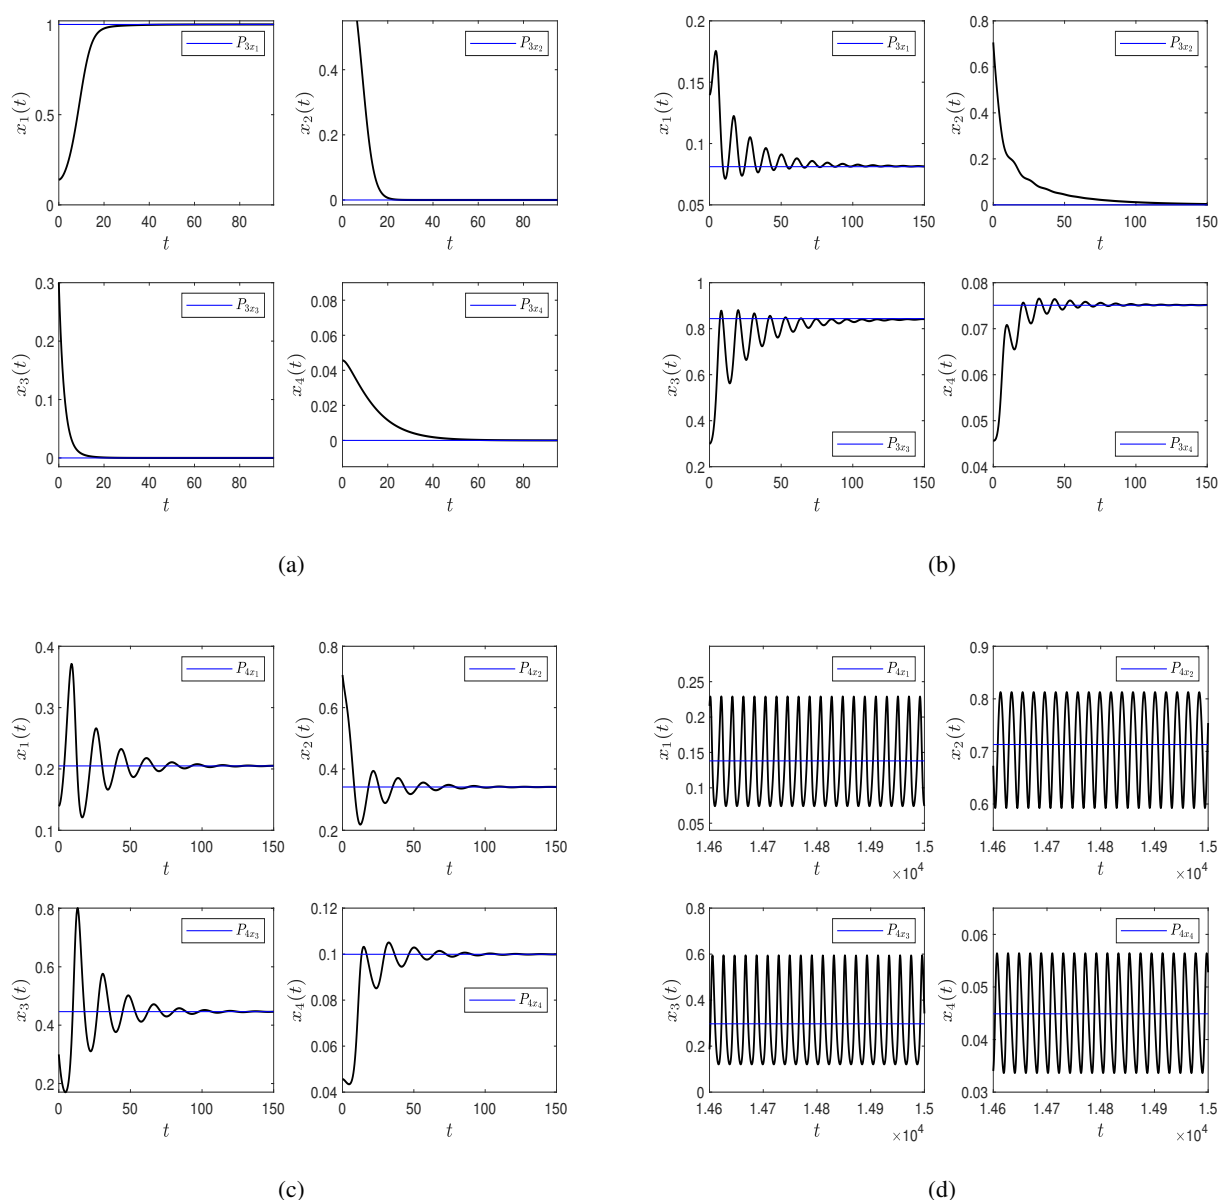 1
0.5
0
x₁(t)
P₃ₓ₁
0 20 40 60 80
t
0.4
0.2
0
x₂(t)
P₃ₓ₂
0 20 40 60 80
t
0.3
0.2
0.1
0
x₃(t)
P₃ₓ₃
0 20 40 60 80
t
0.08
0.06
0.04
0.02
0
x₄(t)
P₃ₓ₄
0 20 40 60 80
t
(a)
0.2
0.15
0.1
0.05
x₁(t)
P₃ₓ₁
0 50 100 150
t
0.8
0.6
0.4
0.2
0
x₂(t)
P₃ₓ₂
0 50 100 150
t
1
0.8
0.6
0.4
0.2
x₃(t)
P₃ₓ₃
0 50 100 150
t
0.08
0.07
0.06
0.05
0.04
x₄(t)
P₃ₓ₄
0 50 100 150
t
(b)
0.4
0.3
0.2
0.1
x₁(t)
P₄ₓ₁
0 50 100 150
t
0.8
0.6
0.4
0.2
x₂(t)
P₄ₓ₂
0 50 100 150
t
0.8
0.6
0.4
0.2
x₃(t)
P₄ₓ₃
0 50 100 150
t
0.12
0.1
0.08
0.06
0.04
x₄(t)
P₄ₓ₄
0 50 100 150
t
(c)
0.25
0.2
0.15
0.1
0.05
x₁(t)
P₄ₓ₁
1.46 1.47 1.48 1.49 1.5
t
×10⁴
0.9
0.8
0.7
0.6
x₂(t)
P₄ₓ₂
1.46 1.47 1.48 1.49 1.5
t
×10⁴
0.8
0.6
0.4
0.2
0
x₃(t)
P₄ₓ₃
1.46 1.47 1.48 1.49 1.5
t
×10⁴
0.06
0.05
0.04
0.03
x₄(t)
P₄ₓ₄
1.46 1.47 1.48 1.49 1.5
t
×10⁴
(d)